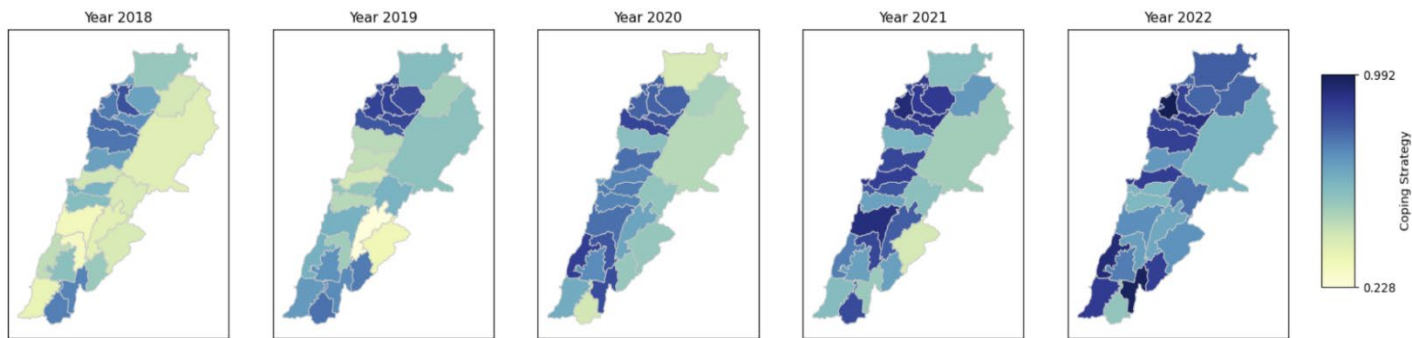 Year 2018
Year 2019
Year 2020
Year 2021
Year 2022
0.992
Coping Strategy
0.228